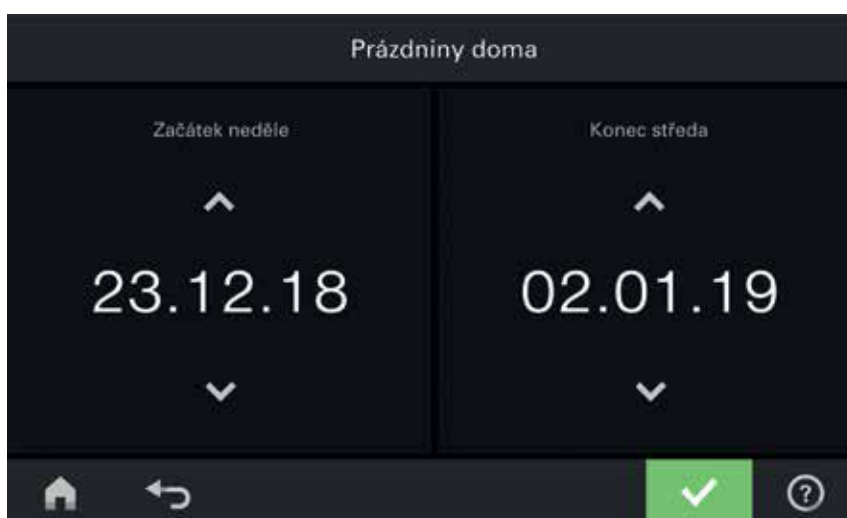 Prázdniny doma
Začátek neděle
Konec středa
23.12.18
02.01.19
?